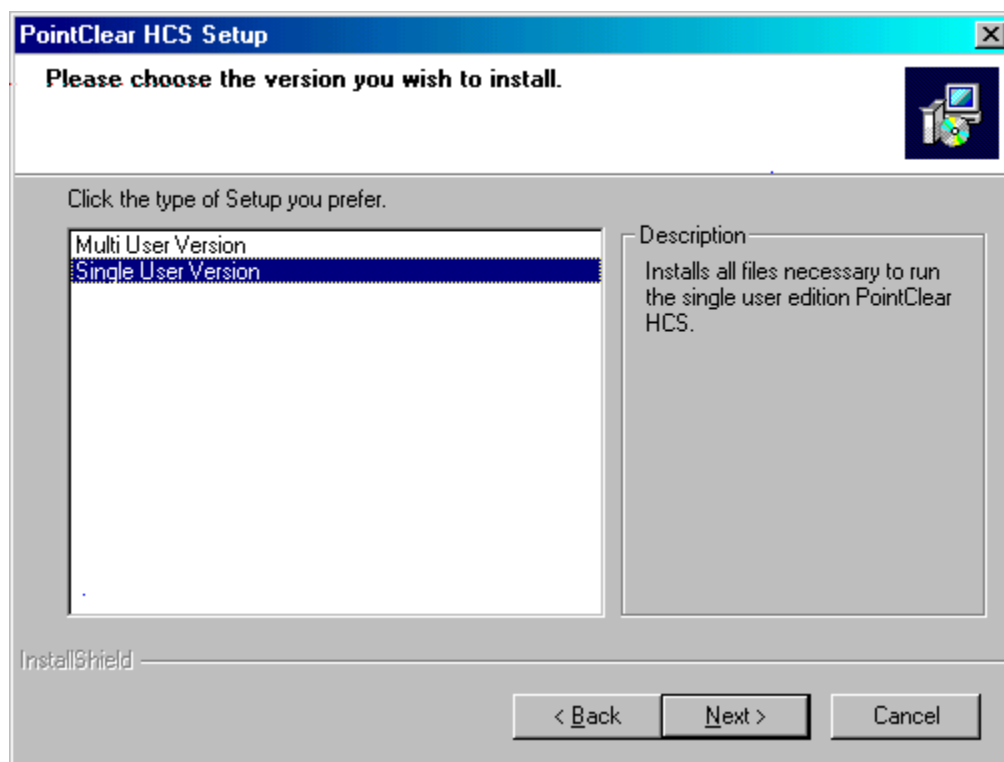 PointClear HCS Setup
Please choose the version you wish to install.
Click the type of Setup you prefer.
Multi User Version
Single User Version
Description
Installs all files necessary to run
the single user edition PointClear
HCS.
InstallShield
< Back
Next >
Cancel